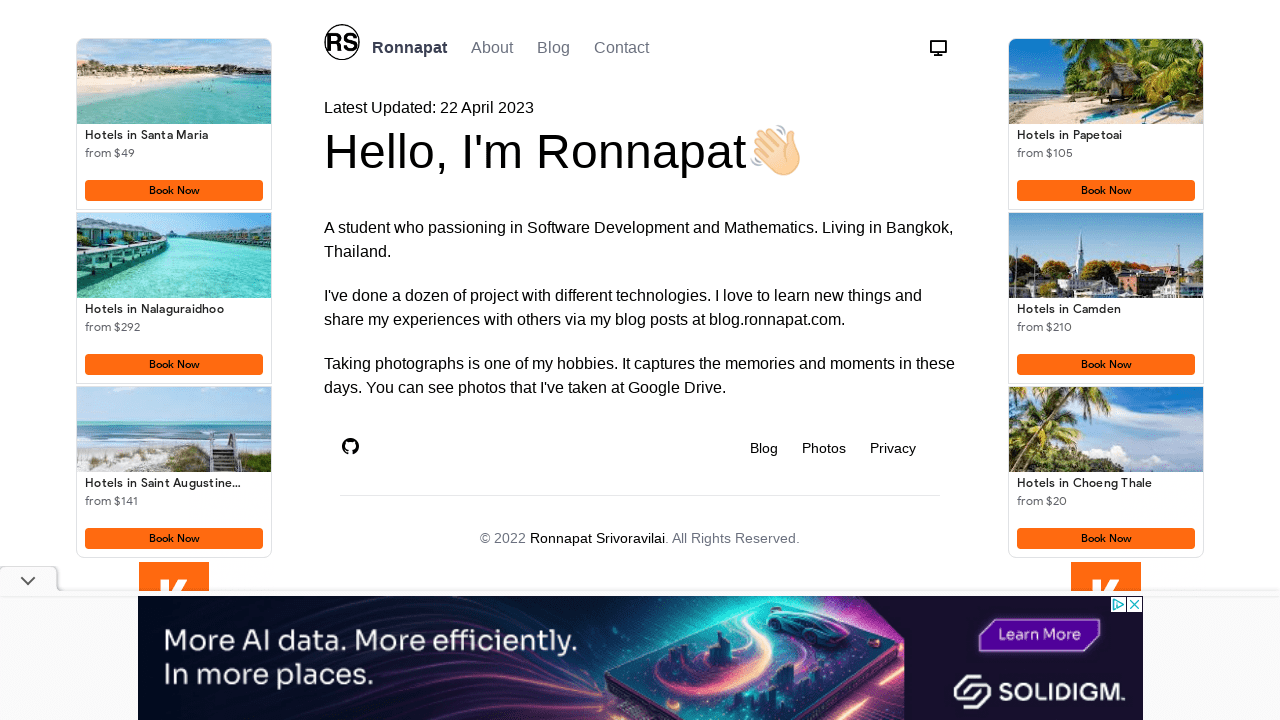 RS
Ronnapat About Blog Contact
Latest Updated: 22 April 2023
Hello, I'm Ronnapat👋🏻
A student who passioning in Software Development and Mathematics. Living in Bangkok,
Thailand.
I've done a dozen of project with different technologies. I love to learn new things and
share my experiences with others via my blog posts at blog.ronnapat.com.
Taking photographs is one of my hobbies. It captures the memories and moments in these
days. You can see photos that I've taken at Google Drive.
Blog Photos Privacy
© 2022 Ronnapat Srivoravilai. All Rights Reserved.
Hotels in Santa Maria
from $49
Book Now
Hotels in Nalaguraidhoo
from $292
Book Now
Hotels in Saint Augustine...
from $141
Book Now
K
Hotels in Papetoai
from $105
Book Now
Hotels in Camden
from $210
Book Now
Hotels in Choeng Thale
from $20
Book Now
K
More AI data. More efficiently.
In more places.
Learn More
SOLIDIGM.